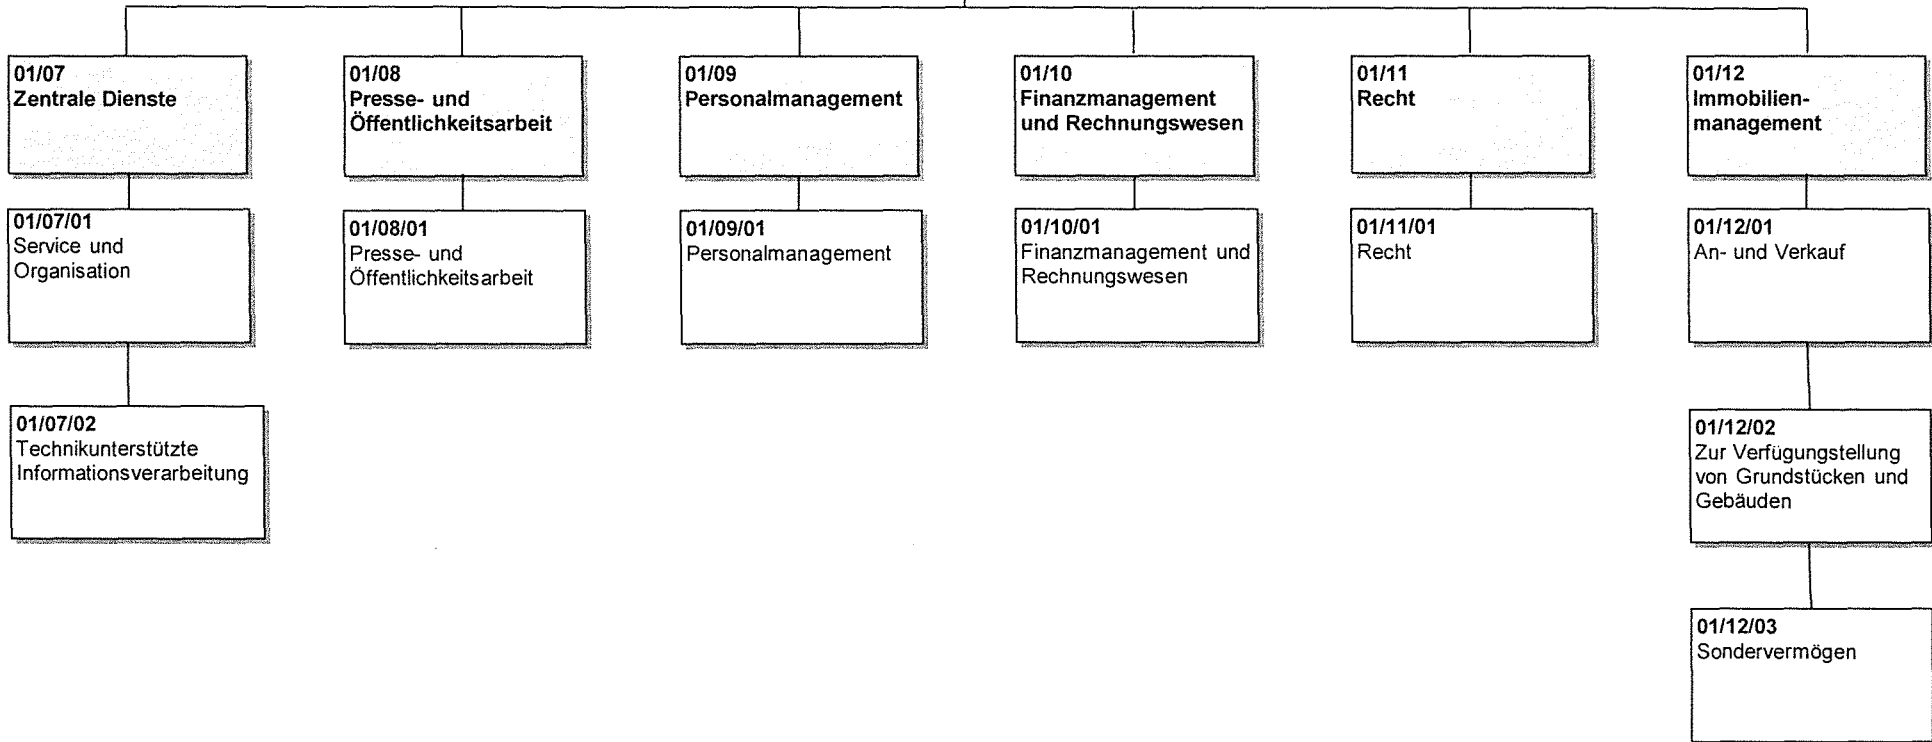 01/07
Zentrale Dienste
01/08
Presse- und
Öffentlichkeitsarbeit
01/09
Personalmanagement
01/10
Finanzmanagement
und Rechnungswesen
01/11
Recht
01/12
Immobilien-
management
01/07/01
Service und
Organisation
01/08/01
Presse- und
Öffentlichkeitsarbeit
01/09/01
Personalmanagement
01/10/01
Finanzmanagement und
Rechnungswesen
01/11/01
Recht
01/12/01
An- und Verkauf
01/07/02
Technikunterstützte
Informationsverarbeitung
01/12/02
Zur Verfügungstellung
von Grundstücken und
Gebäuden
01/12/03
Sondervermögen